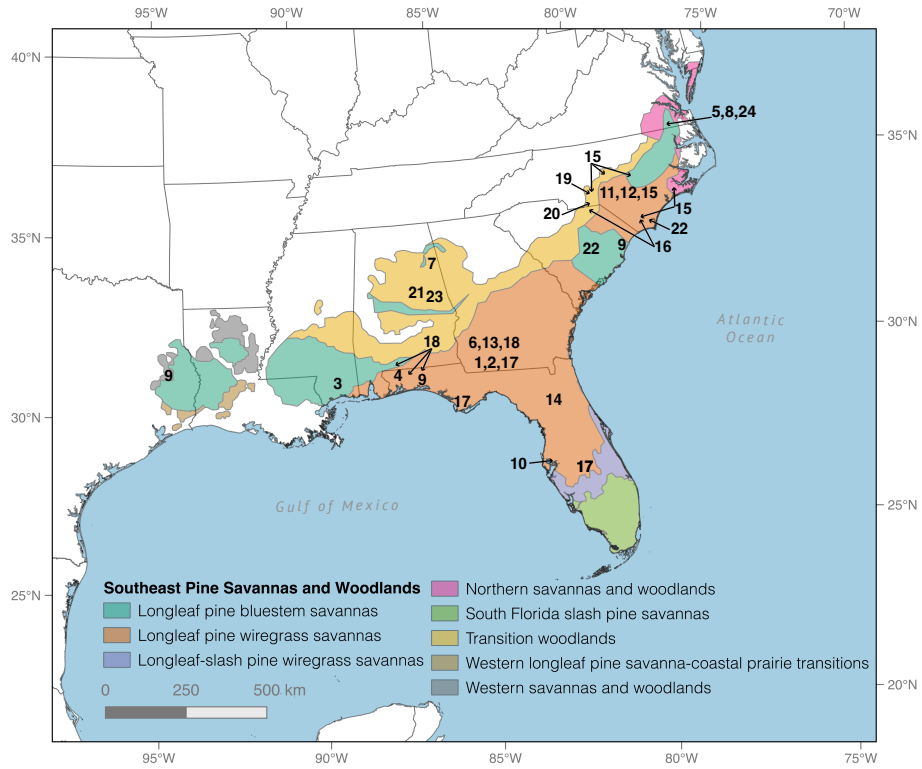 95°W 90°W 85°W 80°W 75°W 70°W
40°N
5,8,24
35°N
15
19
11,12,15
20
15
22
16
35°N
22
9
7
21 23
Atlantic
Ocean
30°N
18
6,13,18
1,2,17
9
3
4
9
17
14
30°N
10
17
Gulf of Mexico
25°N
25°N
Southeast Pine Savannas and Woodlands
Longleaf pine bluestem savannas
Longleaf pine wiregrass savannas
Longleaf-slash pine wiregrass savannas
Northern savannas and woodlands
South Florida slash pine savannas
Transition woodlands
Western longleaf pine savanna-coastal prairie transitions
Western savannas and woodlands
0 250 500 km
20°N
95°W 90°W 85°W 80°W 75°W